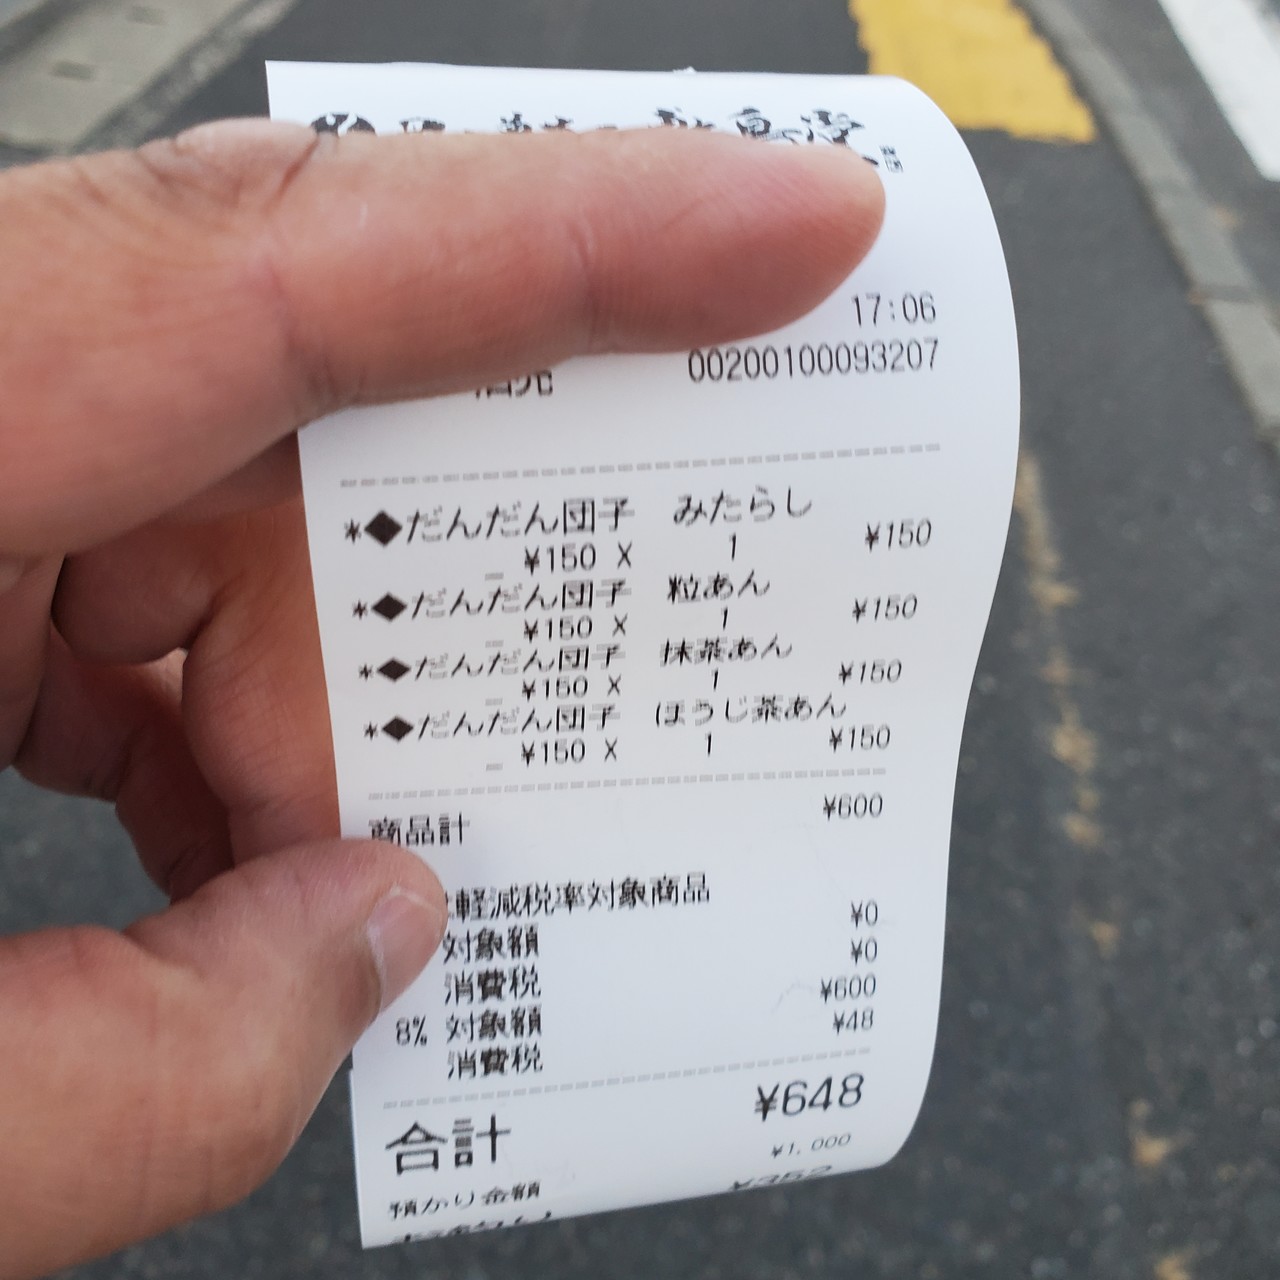 17:06
00200100093207
*◆だんだん団子 みたらし
¥150 X 1 ¥150
*◆だんだん団子 粒あん
¥150 X 1 ¥150
*◆だんだん団子 抹茶あん
¥150 X 1 ¥150
*◆だんだん団子 ほうじ茶あん
¥150 X 1 ¥150
商品計 ¥600
軽減税率対象商品
対象額 ¥0
消費税 ¥0
8% 対象額 ¥600
消費税 ¥48
合計 ¥648
預かり金額 ¥1,000
¥352